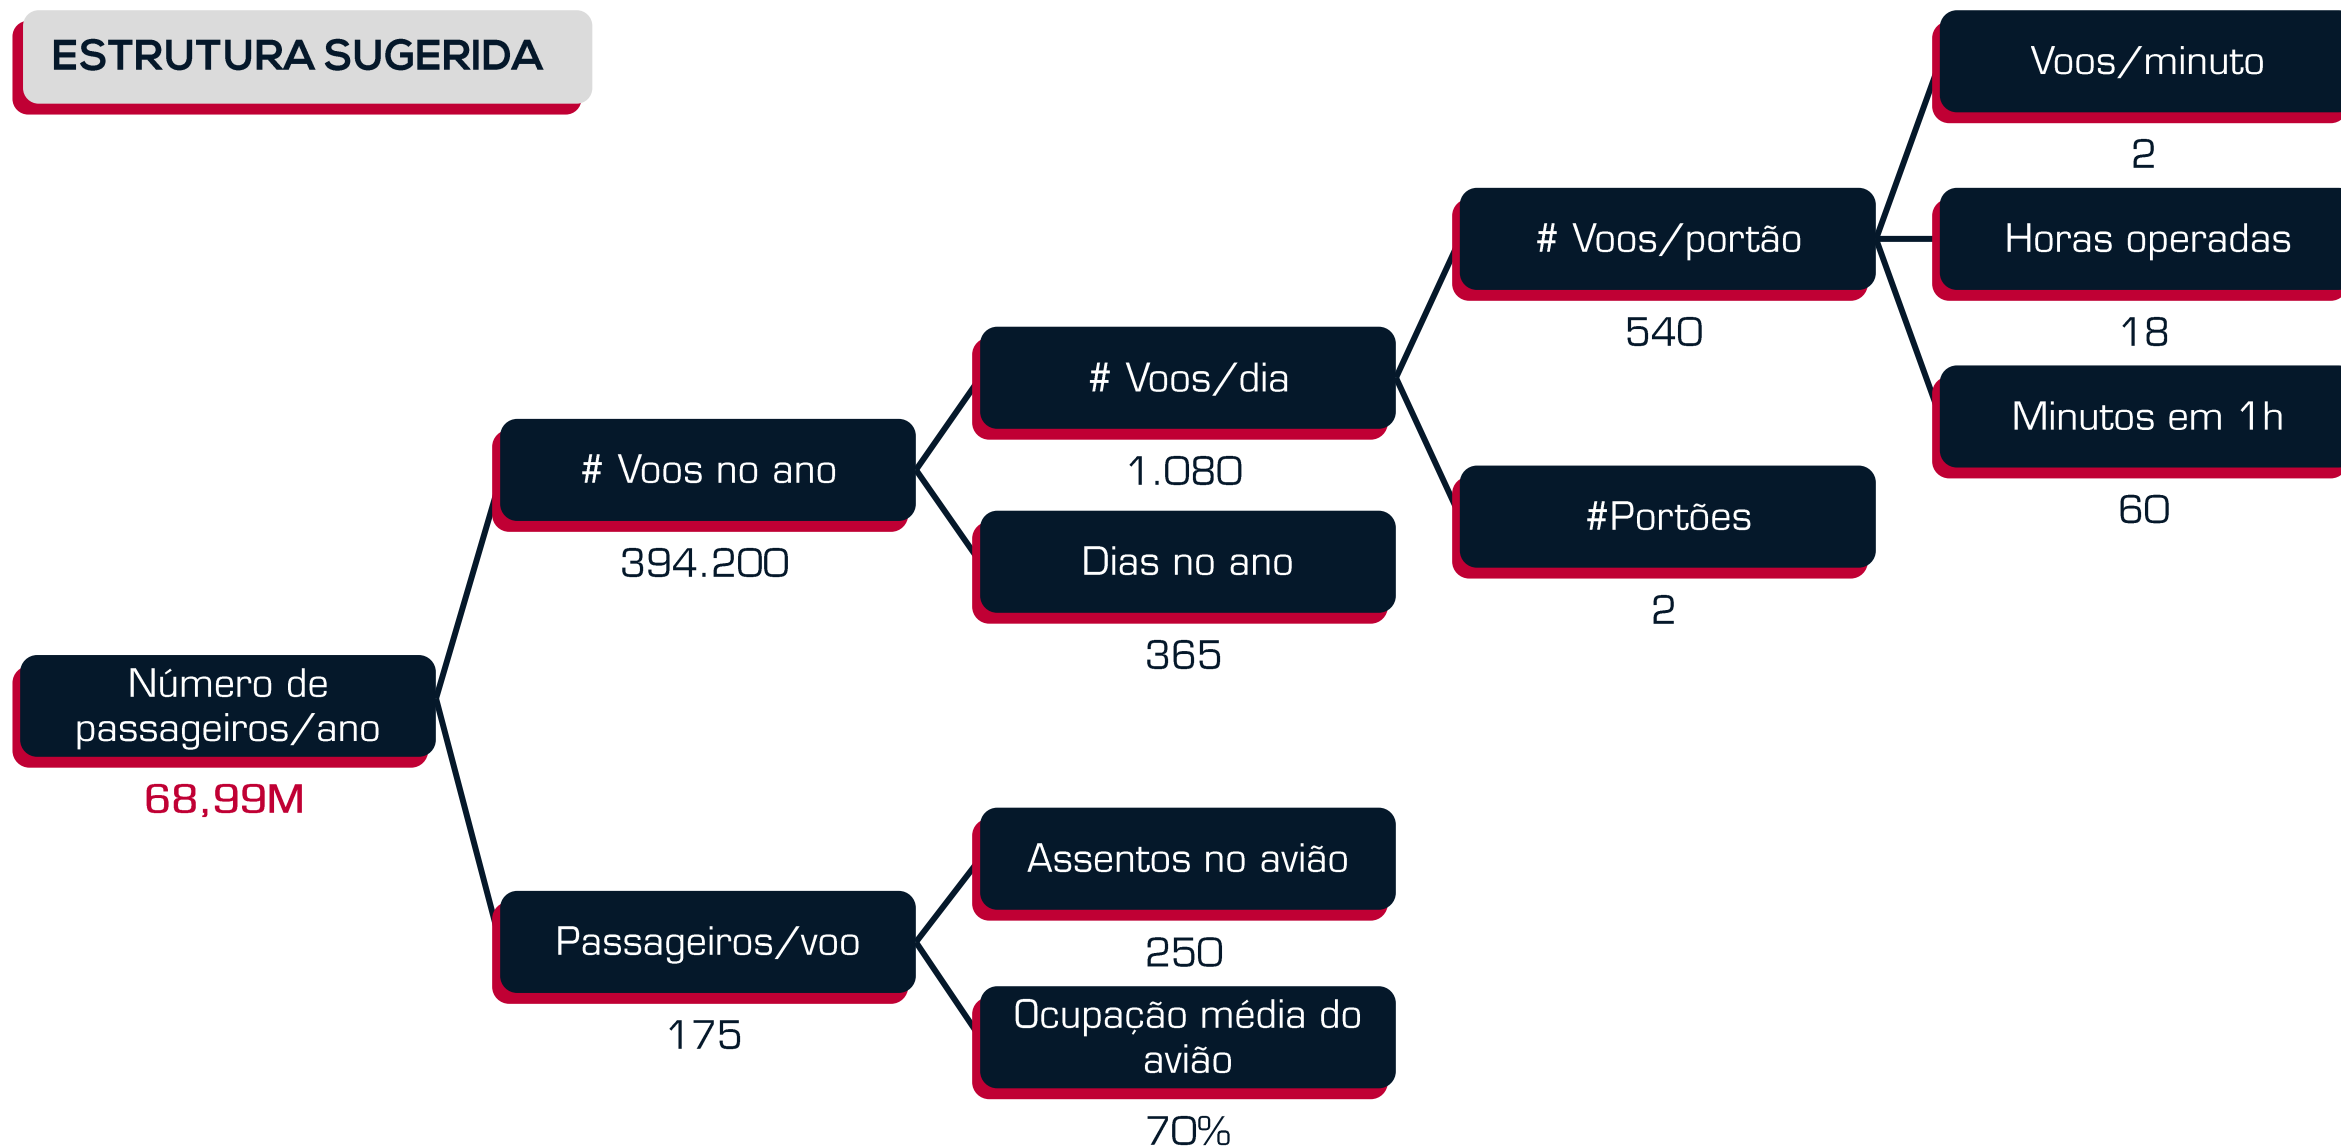 ESTRUTURA SUGERIDA
Voos/minuto
2
# Voos/portão
540
Horas operadas
18
# Voos/dia
1.080
Minutos em 1h
60
# Voos no ano
394.200
#Portões
2
Dias no ano
365
Número de
passageiros/ano
68,99M
Assentos no avião
250
Passageiros/voo
175
Ocupação média do
avião
70%